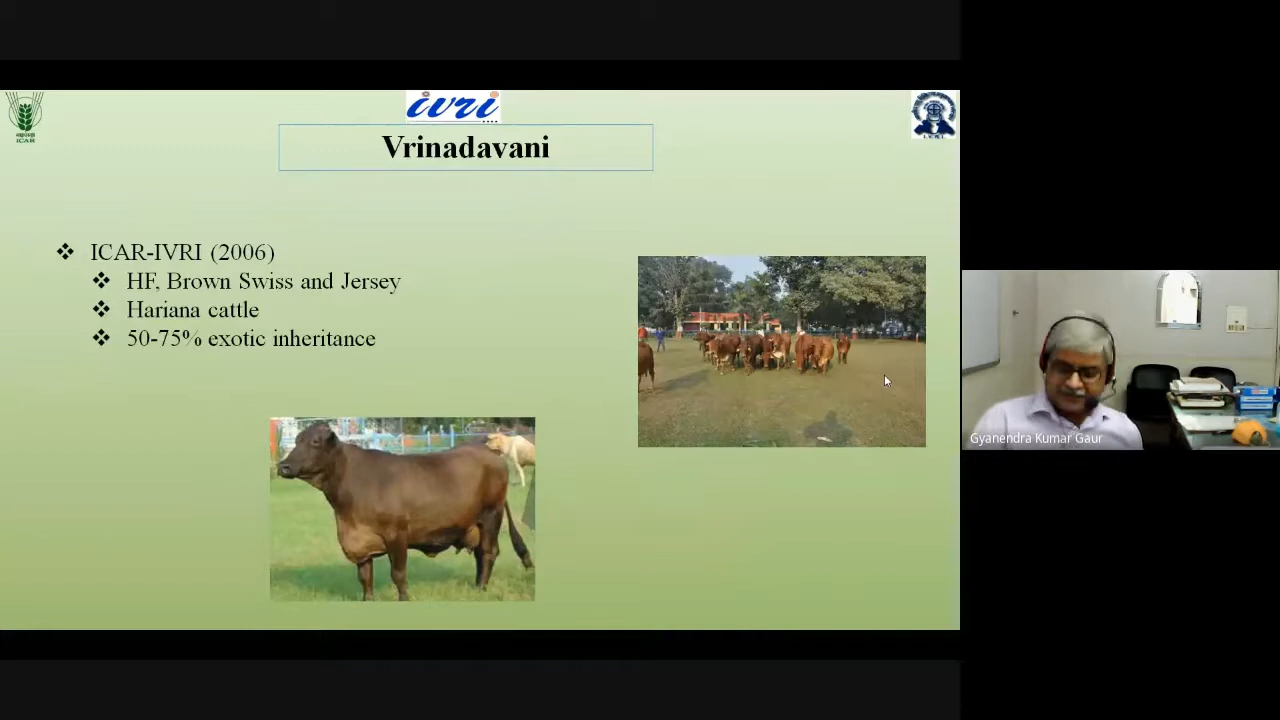 ivri
ICAR
I.V.R.I.
Vrinadavani
ICAR-IVRI (2006)
HF, Brown Swiss and Jersey
Hariana cattle
50-75% exotic inheritance
Gyanendra Kumar Gaur